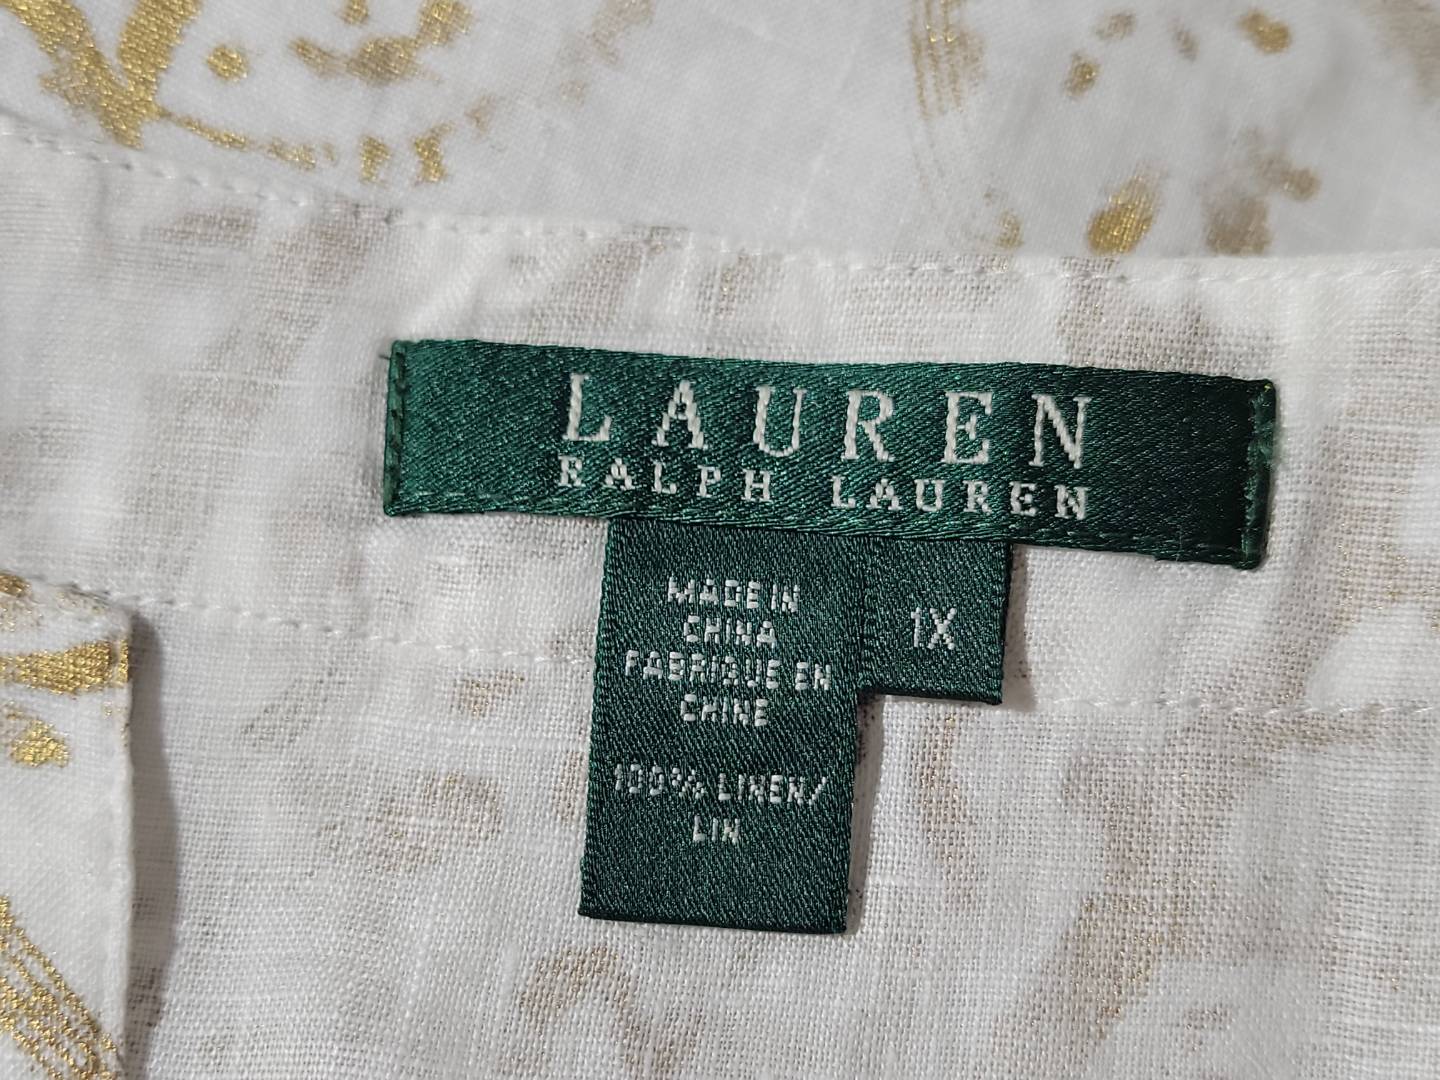 LAUREN
RALPH LAUREN
MADE IN
CHINA
FABRIQUE EN
CHINE
1X
100% LINEN/
LIN